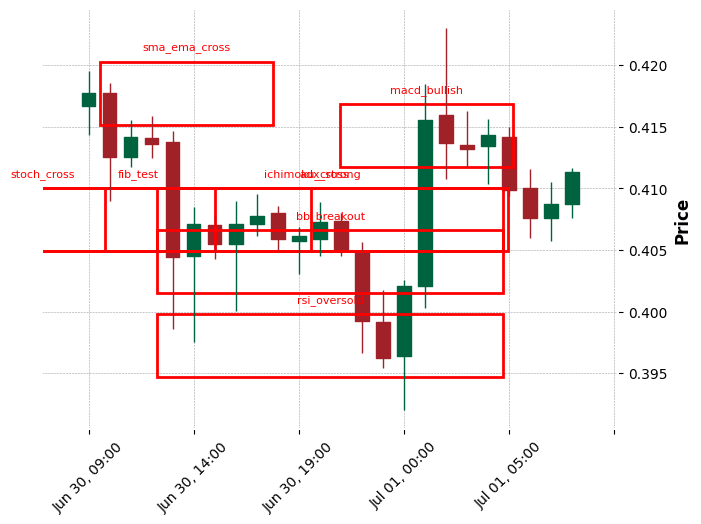 sma_ema_cross
macd_bullish
stoch_cross
fib_test
adx_strong
bb_breakout
rsi_oversold
0.420
0.415
0.410
0.405
0.400
0.395
Price
Jun 30, 09:00
Jun 30, 14:00
Jun 30, 19:00
Jul 01, 00:00
Jul 01, 05:00